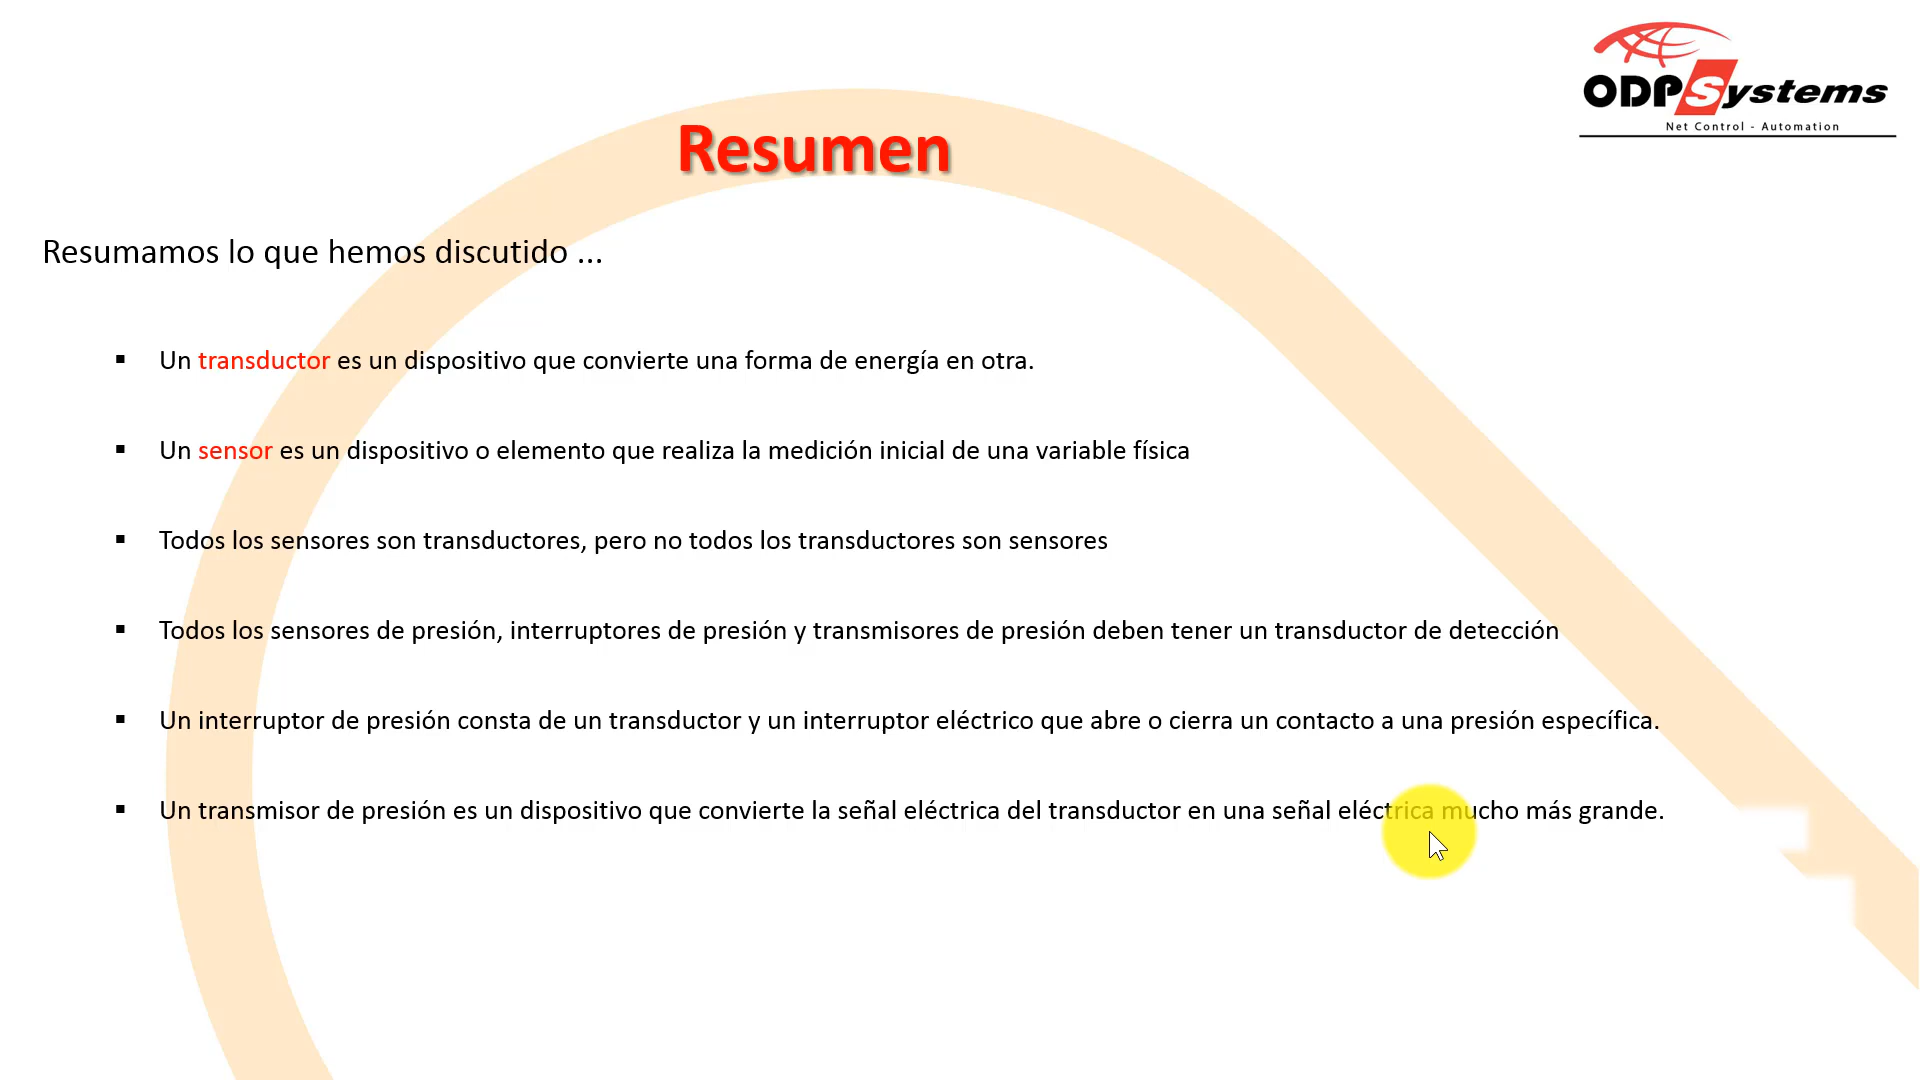 ODPSystems
Net Control - Automation
Resumen
Resumamos lo que hemos discutido ...
▪ Un transductor es un dispositivo que convierte una forma de energía en otra.
▪ Un sensor es un dispositivo o elemento que realiza la medición inicial de una variable física
▪ Todos los sensores son transductores, pero no todos los transductores son sensores
▪ Todos los sensores de presión, interruptores de presión y transmisores de presión deben tener un transductor de detección
▪ Un interruptor de presión consta de un transductor y un interruptor eléctrico que abre o cierra un contacto a una presión específica.
▪ Un transmisor de presión es un dispositivo que convierte la señal eléctrica del transductor en una señal eléctrica mucho más grande.